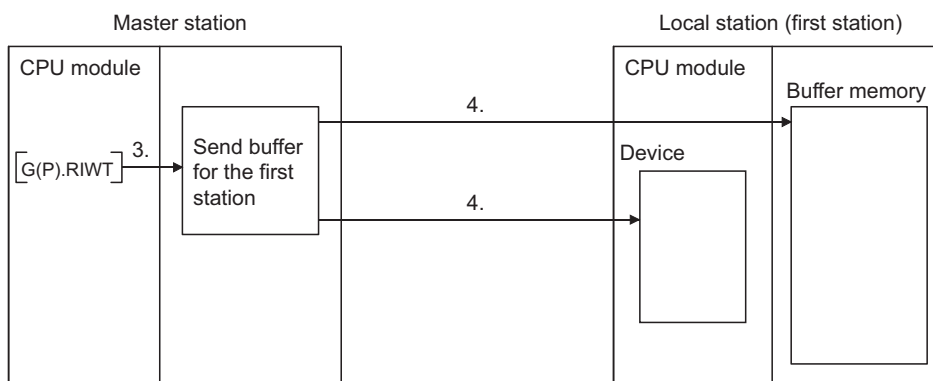 Master station
Local station (first station)
CPU module
CPU module
Buffer memory
4.
3.
Send buffer
for the first
station
G(P).RIWT
Device
4.